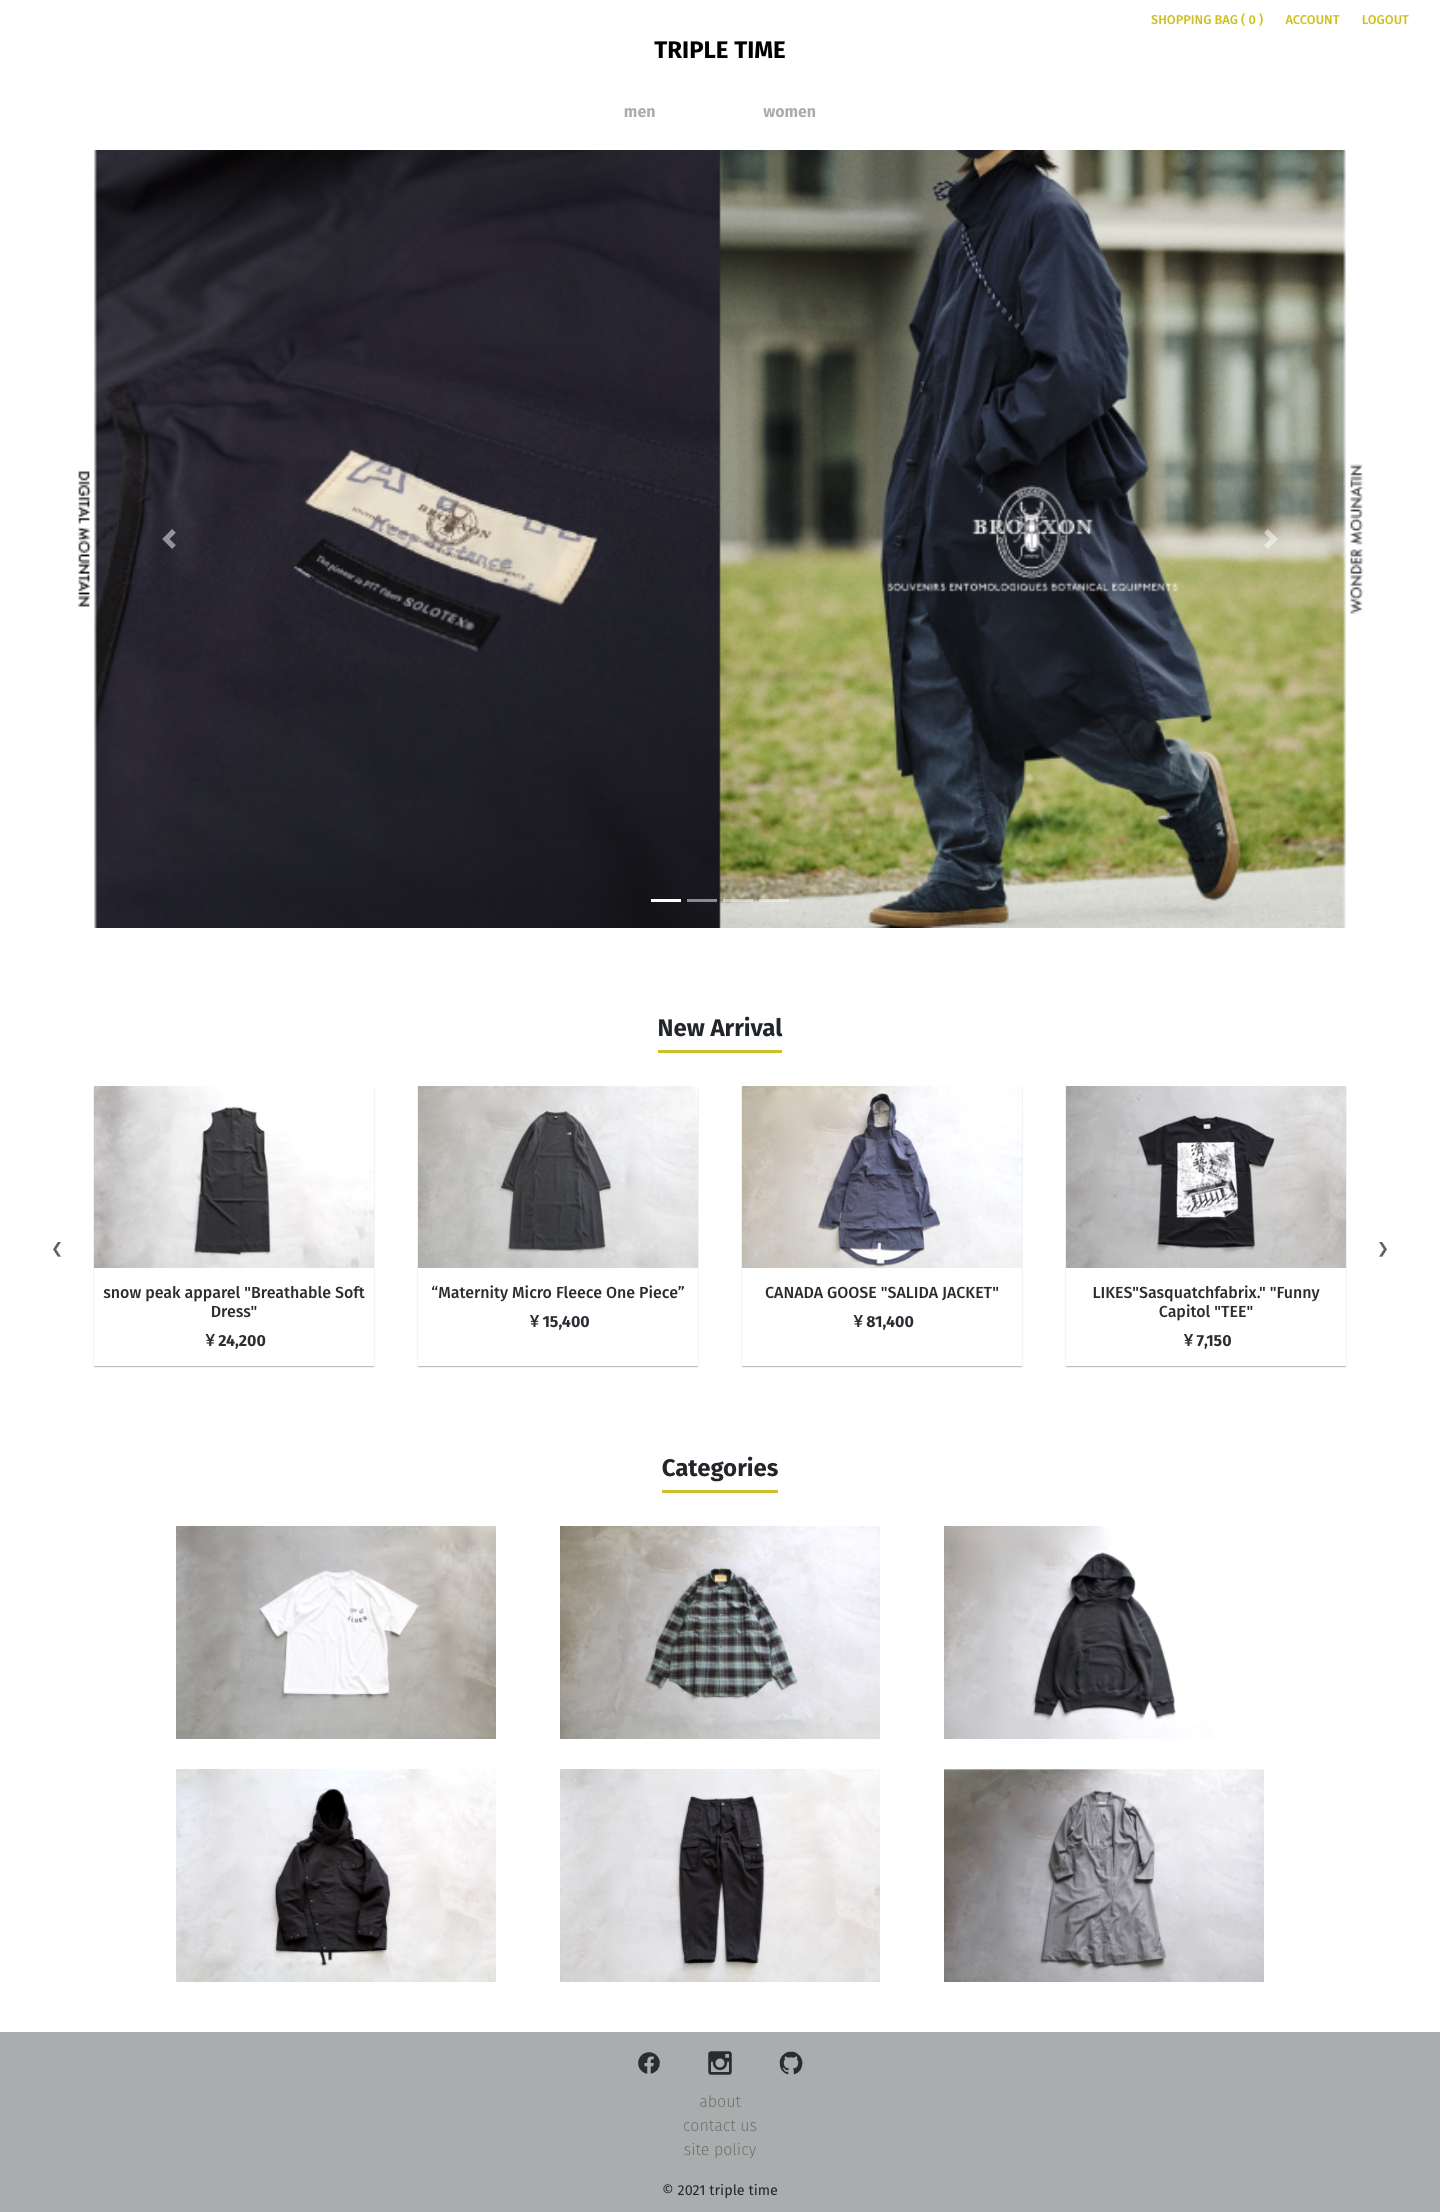 SHOPPING BAG ( 0 ) ACCOUNT LOGOUT
TRIPLE TIME
men women
DIGITAL MOUNTAIN
Keep distance
The pioneer in PTT fibers SOLOTEX®
BRO XON
SOUVENIRS ENTOMOLOGIQUES BOTANICAL EQUIPMENTS
WONDER MOUNATIN
New Arrival
snow peak apparel "Breathable Soft
Dress"
¥ 24,200
“Maternity Micro Fleece One Piece”
¥ 15,400
CANADA GOOSE "SALIDA JACKET"
¥ 81,400
LIKES"Sasquatchfabrix." "Funny
Capitol "TEE"
¥ 7,150
Categories
about
contact us
site policy
© 2021 triple time